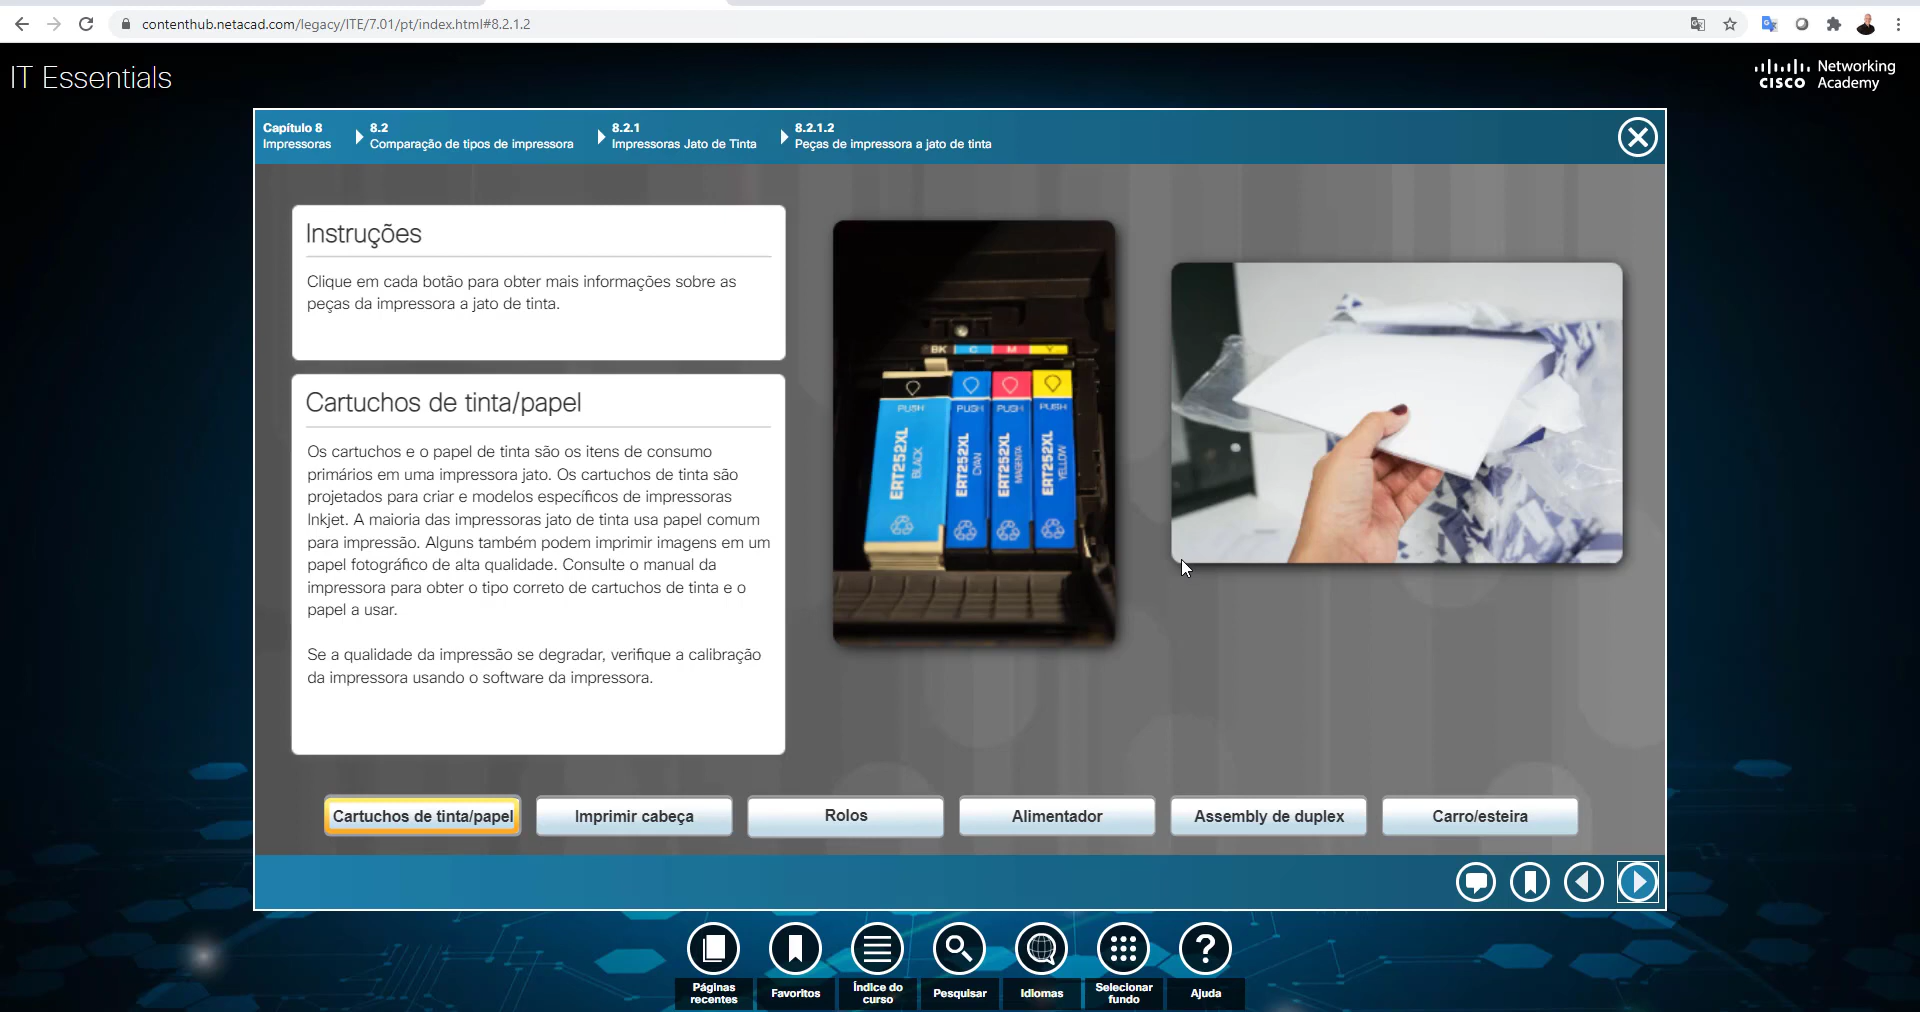 contenthub.netacad.com/legacy/ITE/7.01/pt/index.html#8.2.1.2
IT Essentials
CISCO Networking Academy
Capítulo 8
Impressoras
8.2
Comparação de tipos de impressora
8.2.1
Impressoras Jato de Tinta
8.2.1.2
Peças de impressora a jato de tinta
Instruções
Clique em cada botão para obter mais informações sobre as
peças da impressora a jato de tinta.
Cartuchos de tinta/papel
Os cartuchos e o papel de tinta são os itens de consumo
primários em uma impressora jato. Os cartuchos de tinta são
projetados para criar e modelos específicos de impressoras
Inkjet. A maioria das impressoras jato de tinta usa papel comum
para impressão. Alguns também podem imprimir imagens em um
papel fotográfico de alta qualidade. Consulte o manual da
impressora para obter o tipo correto de cartuchos de tinta e o
papel a usar.
Se a qualidade da impressão se degradar, verifique a calibração
da impressora usando o software da impressora.
BK C M Y
PUSH PUSH PUSH PUSH
ERT252XL BLACK
ERT252XL CYAN
ERT252XL MAGENTA
ERT252XL YELLOW
Cartuchos de tinta/papel
Imprimir cabeça
Rolos
Alimentador
Assembly de duplex
Carro/esteira
Páginas recentes
Favoritos
Índice do curso
Pesquisar
Idiomas
Selecionar fundo
Ajuda